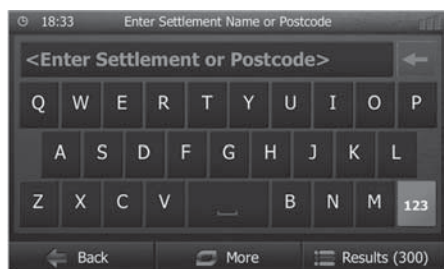 18:33 Enter Settlement Name or Postcode
<Enter Settlement or Postcode>
Q W E R T Y U I O P
A S D F G H J K L
Z X C V B N M 123
Back More Results (300)